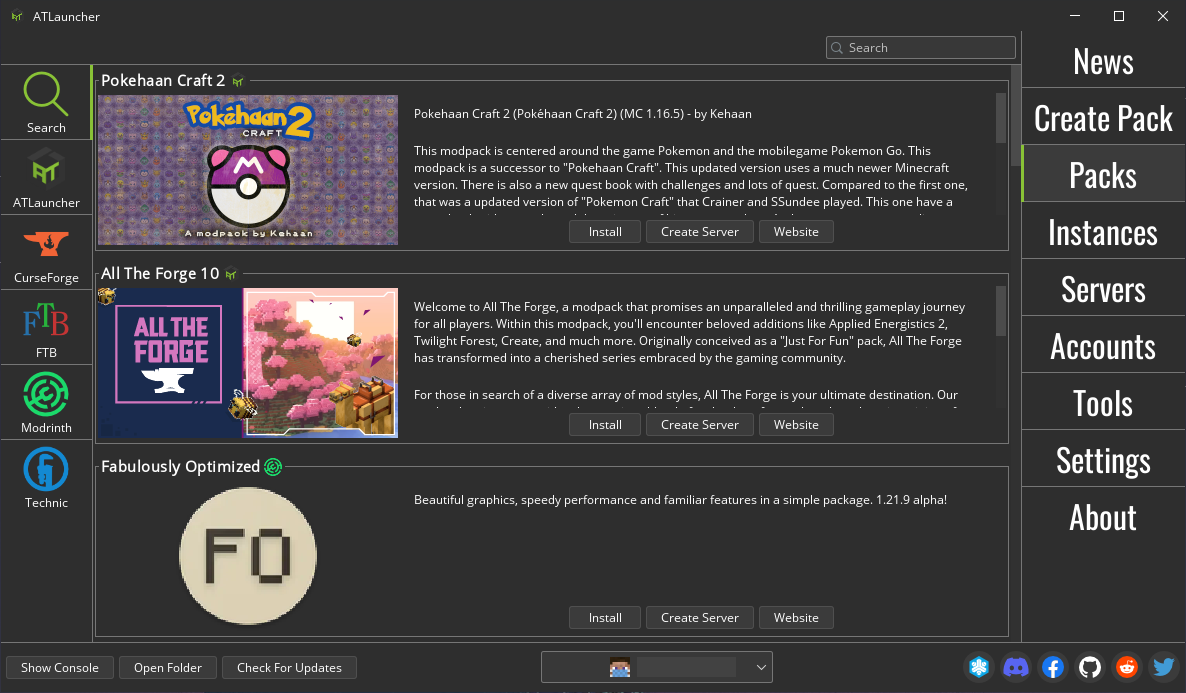 ATLauncher
Search
News
Create Pack
Packs
Instances
Servers
Accounts
Tools
Settings
About
Search
ATLauncher
CurseForge
FTB
FTB
Modrinth
Technic
Pokehaan Craft 2
Pokéhaan 2
CRAFT
A modpack by Kehaan
Pokehaan Craft 2 (Pokéhaan Craft 2) (MC 1.16.5) - by Kehaan
This modpack is centered around the game Pokemon and the mobilegame Pokemon Go. This
modpack is a successor to "Pokehaan Craft". This updated version uses a much newer Minecraft
version. There is also a new quest book with challenges and lots of quest. Compared to the first one,
that was a updated version of "Pokemon Craft" that Crainer and SSundee played. This one have a
Install
Create Server
Website
All The Forge 10
ALL THE
FORGE
Welcome to All The Forge, a modpack that promises an unparalleled and thrilling gameplay journey
for all players. Within this modpack, you'll encounter beloved additions like Applied Energistics 2,
Twilight Forest, Create, and much more. Originally conceived as a "Just For Fun" pack, All The Forge
has transformed into a cherished series embraced by the gaming community.
For those in search of a diverse array of mod styles, All The Forge is your ultimate destination. Our
Install
Create Server
Website
Fabulously Optimized
FO
Beautiful graphics, speedy performance and familiar features in a simple package. 1.21.9 alpha!
Install
Create Server
Website
Show Console
Open Folder
Check For Updates